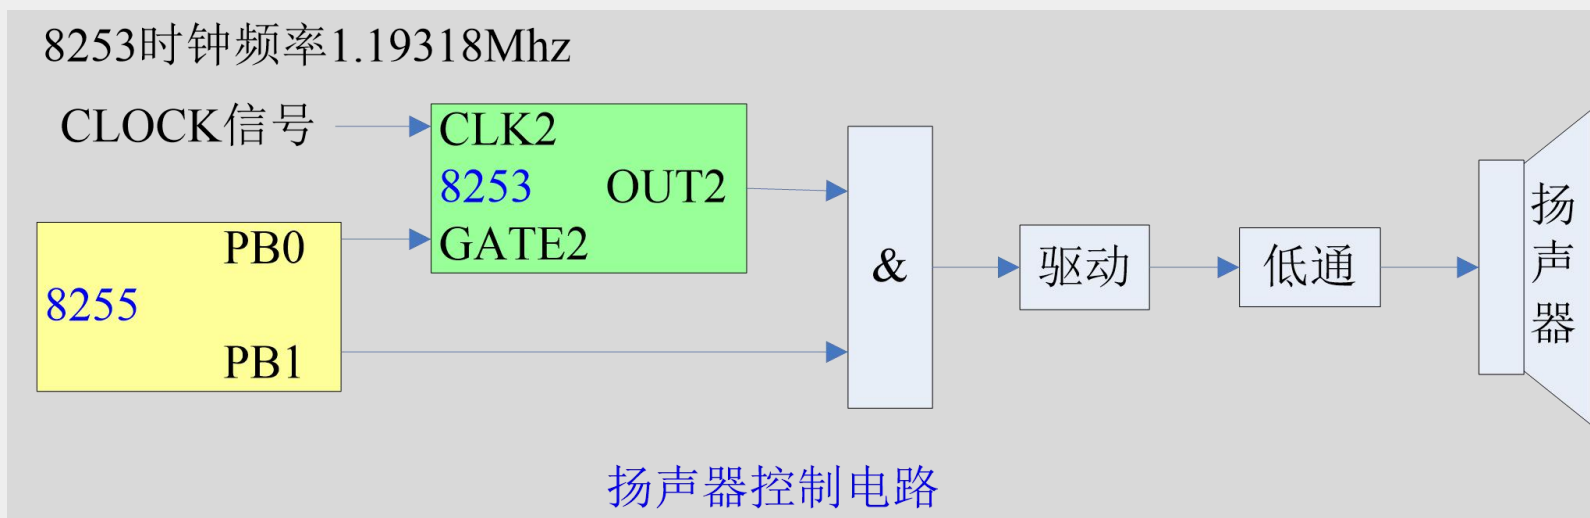 8253时钟频率1.19318Mhz
CLOCK信号
CLK2
8253
OUT2
GATE2
PB0
8255
PB1
&
驱动
低通
扬声器
扬声器控制电路